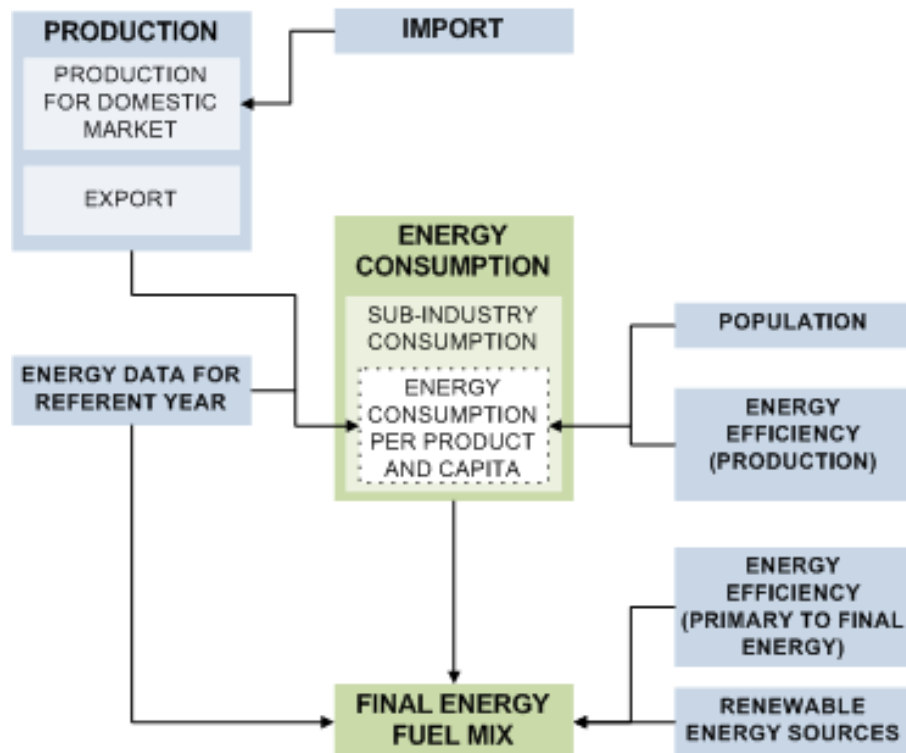 PRODUCTION
PRODUCTION
FOR DOMESTIC
MARKET
EXPORT
IMPORT
ENERGY
CONSUMPTION
SUB-INDUSTRY
CONSUMPTION
ENERGY
CONSUMPTION
PER PRODUCT
AND CAPITA
ENERGY DATA FOR
REFERENT YEAR
POPULATION
ENERGY
EFFICIENCY
(PRODUCTION)
ENERGY
EFFICIENCY
(PRIMARY TO FINAL
ENERGY)
FINAL ENERGY
FUEL MIX
RENEWABLE
ENERGY SOURCES